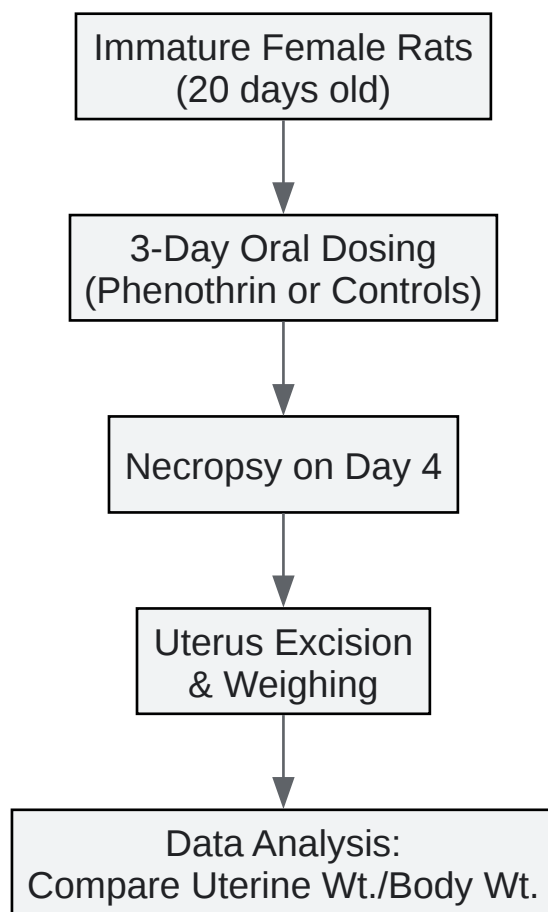 Immature Female Rats
(20 days old)
3-Day Oral Dosing
(Phenothrin or Controls)
Necropsy on Day 4
Uterus Excision
& Weighing
Data Analysis:
Compare Uterine Wt./Body Wt.